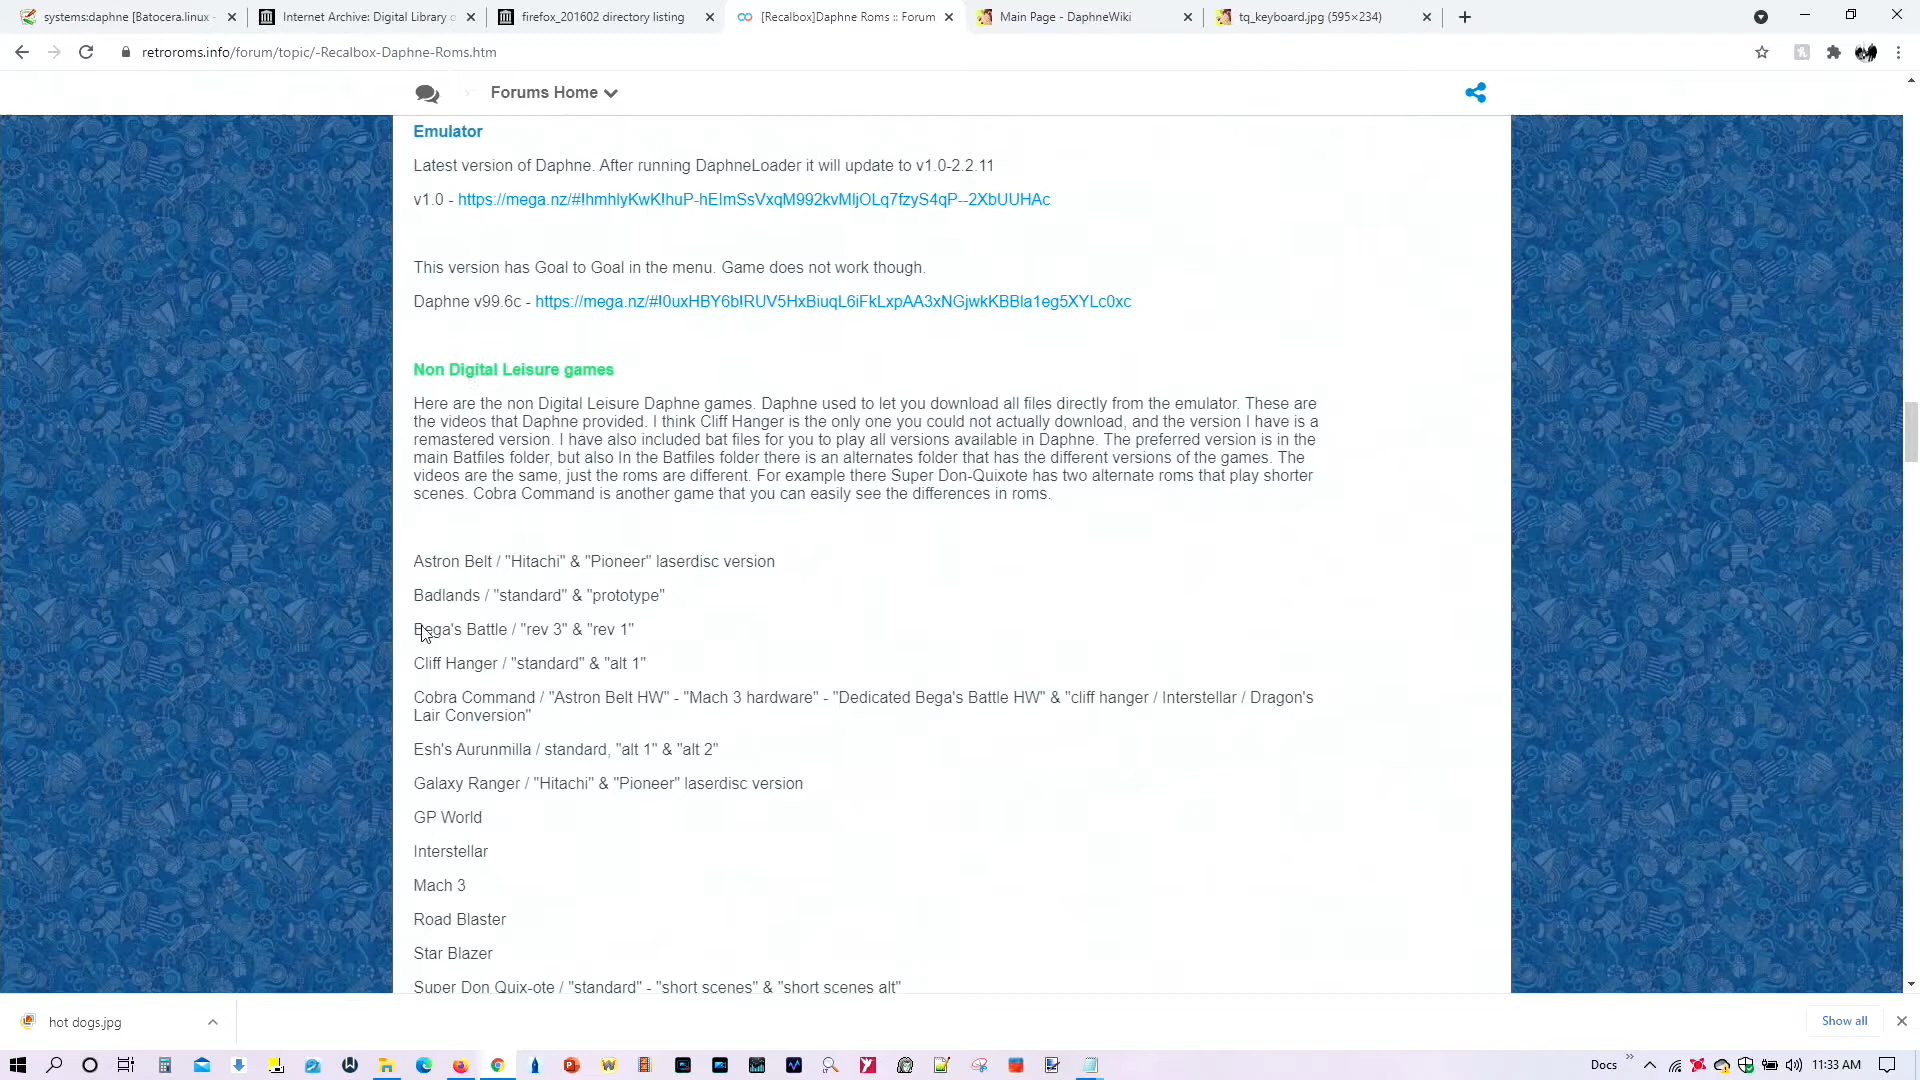 systems:daphne [Batocera.linux -
Internet Archive: Digital Library o
firefox_201602 directory listing
[Recalbox]Daphne Roms :: Forum
Main Page - DaphneWiki
tq_keyboard.jpg (595×234)
retroroms.info/forum/topic/-Recalbox-Daphne-Roms.htm
Forums Home
Emulator
Latest version of Daphne. After running DaphneLoader it will update to v1.0-2.2.11
v1.0 - https://mega.nz/#!hmhlyKwK!huP-hEImSsVxqM992kvMIjOLq7fzyS4qP--2XbUUHAc
This version has Goal to Goal in the menu. Game does not work though.
Daphne v99.6c - https://mega.nz/#!0uxHBY6b!RUV5HxBiuqL6iFkLxpAA3xNGjwkKBBla1eg5XYLc0xc
Non Digital Leisure games
Here are the non Digital Leisure Daphne games. Daphne used to let you download all files directly from the emulator. These are
the videos that Daphne provided. I think Cliff Hanger is the only one you could not actually download, and the version I have is a
remastered version. I have also included bat files for you to play all versions available in Daphne. The preferred version is in the
main Batfiles folder, but also In the Batfiles folder there is an alternates folder that has the different versions of the games. The
videos are the same, just the roms are different. For example there Super Don-Quixote has two alternate roms that play shorter
scenes. Cobra Command is another game that you can easily see the differences in roms.
Astron Belt / "Hitachi" & "Pioneer" laserdisc version
Badlands / "standard" & "prototype"
Bega's Battle / "rev 3" & "rev 1"
Cliff Hanger / "standard" & "alt 1"
Cobra Command / "Astron Belt HW" - "Mach 3 hardware" - "Dedicated Bega's Battle HW" & "cliff hanger / Interstellar / Dragon's
Lair Conversion"
Esh's Aurunmilla / standard, "alt 1" & "alt 2"
Galaxy Ranger / "Hitachi" & "Pioneer" laserdisc version
GP World
Interstellar
Mach 3
Road Blaster
Star Blazer
Super Don Quix-ote / "standard" - "short scenes" & "short scenes alt"
hot dogs.jpg
Show all
Docs
11:33 AM